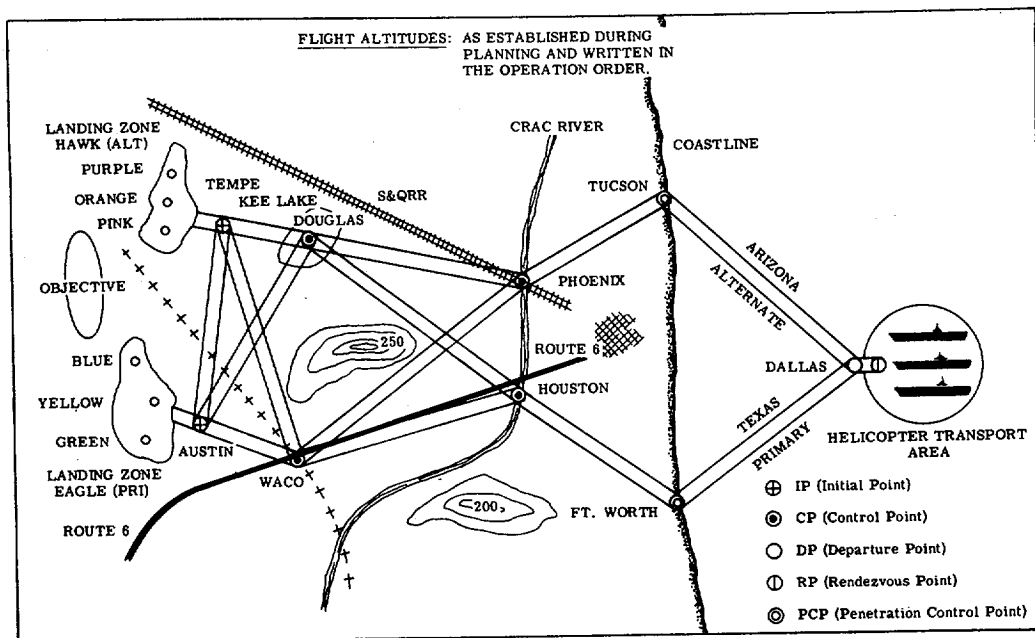 FLIGHT ALTITUDES: AS ESTABLISHED DURING
PLANNING AND WRITTEN IN
THE OPERATION ORDER.
LANDING ZONE
HAWK (ALT)
PURPLE
ORANGE
PINK
TEMPE
KEE LAKE
DOUGLAS
S&QRR
CRAC RIVER
COASTLINE
TUCSON
PHOENIX
ARIZONA
ALTERNATE
OBJECTIVE
250
ROUTE 6
BLUE
YELLOW
GREEN
AUSTIN
LANDING ZONE
EAGLE (PRI)
WACO
ROUTE 6
HOUSTON
200
FT. WORTH
DALLAS
TEXAS
PRIMARY
HELICOPTER TRANSPORT
AREA
IP (Initial Point)
CP (Control Point)
DP (Departure Point)
RP (Rendezvous Point)
PCP (Penetration Control Point)